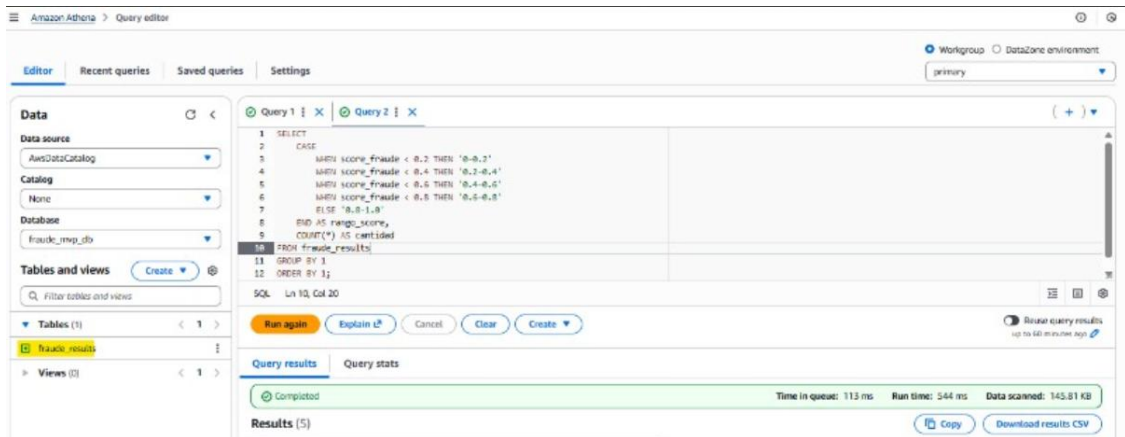 Amazon Athena > Query editor
Workgroup DataZone environment
Editor Recent queries Saved queries Settings
primary
Data
Data source
AwsDataCatalog
Catalog
None
Database
fraude_mvp_db
Tables and views Create
Filter tables and views
Tables (1) < 1 >
fraude_results
Views (0) < 1 >
Query 1 Query 2
1 SELECT
2 CASE
3 WHEN score_fraude < 0.2 THEN '0-0.2'
4 WHEN score_fraude < 0.4 THEN '0.2-0.4'
5 WHEN score_fraude < 0.6 THEN '0.4-0.6'
6 WHEN score_fraude < 0.8 THEN '0.6-0.8'
7 ELSE '0.8-1.0'
8 END AS rango_score,
9 COUNT(*) AS cantidad
10 FROM fraude_results
11 GROUP BY 1
12 ORDER BY 1;
SQL Ln 10, Col 20
Run again Explain Cancel Clear Create
Reuse query results
up to 60 minutes ago
Query results Query stats
Completed Time in queue: 113 ms Run time: 544 ms Data scanned: 145.81 KB
Results (5) Copy Download results CSV